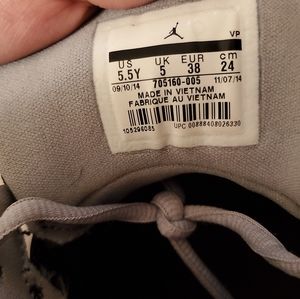 VP
US UK EUR cm
5.5Y 5 38 24
09/10/14 705160-005 11/07/14
MADE IN VIETNAM
FABRIQUE AU VIETNAM
105296085
UPC 00888408026330